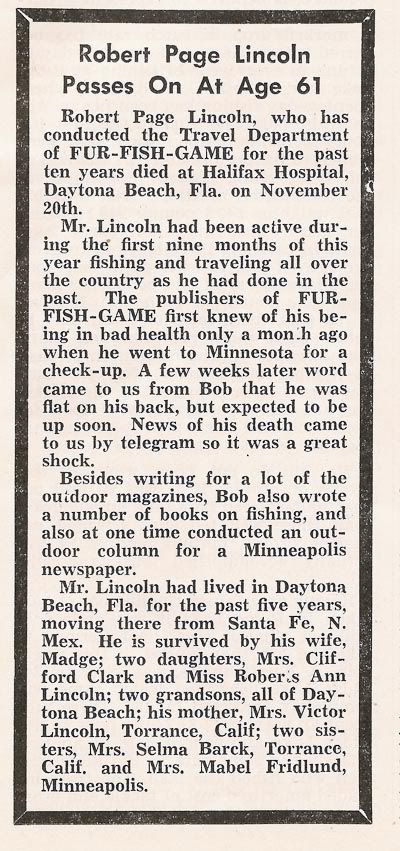 Robert Page Lincoln
Passes On At Age 61
Robert Page Lincoln, who has
conducted the Travel Department
of FUR-FISH-GAME for the past
ten years died at Halifax Hospital,
Daytona Beach, Fla. on November
20th.
Mr. Lincoln had been active dur-
ing the first nine months of this
year fishing and traveling all over
the country as he had done in the
past. The publishers of FUR-
FISH-GAME first knew of his be-
ing in bad health only a month ago
when he went to Minnesota for a
check-up. A few weeks later word
came to us from Bob that he was
flat on his back, but expected to be
up soon. News of his death came
to us by telegram so it was a great
shock.
Besides writing for a lot of the
outdoor magazines, Bob also wrote
a number of books on fishing, and
also at one time conducted an out-
door column for a Minneapolis
newspaper.
Mr. Lincoln had lived in Daytona
Beach, Fla. for the past five years,
moving there from Santa Fe, N.
Mex. He is survived by his wife,
Madge; two daughters, Mrs. Clif-
ford Clark and Miss Ann
Lincoln; two grandsons, all of Day-
tona Beach; his mother, Mrs. Victor
Lincoln, Torrance, Calif; two sis-
ters, Mrs. Selma Barck, Torrance,
Calif. and Mrs. Mabel Fridlund,
Minneapolis.